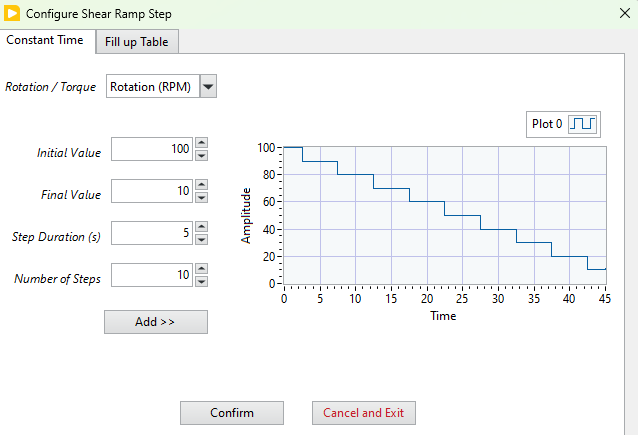 Configure Shear Ramp Step
Constant Time
Fill up Table
Rotation / Torque
Rotation (RPM)
Plot 0
Initial Value
100
Final Value
10
Step Duration (s)
5
Number of Steps
10
Add >>
Amplitude
100
80
60
40
20
0
0 5 10 15 20 25 30 35 40 45
Time
Confirm
Cancel and Exit